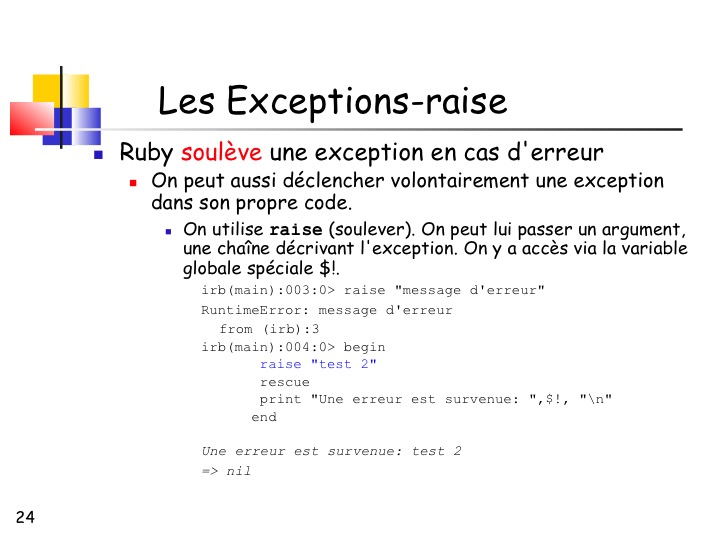 Les Exceptions-raise
Ruby soulève une exception en cas d'erreur
On peut aussi déclencher volontairement une exception
dans son propre code.
On utilise raise (soulever). On peut lui passer un argument,
une chaîne décrivant l'exception. On y a accès via la variable
globale spéciale $!.
irb(main):003:0> raise "message d'erreur"
RuntimeError: message d'erreur
from (irb):3
irb(main):004:0> begin
raise "test 2"
rescue
print "Une erreur est survenue: ",$!, "\n"
end
Une erreur est survenue: test 2
=> nil
24